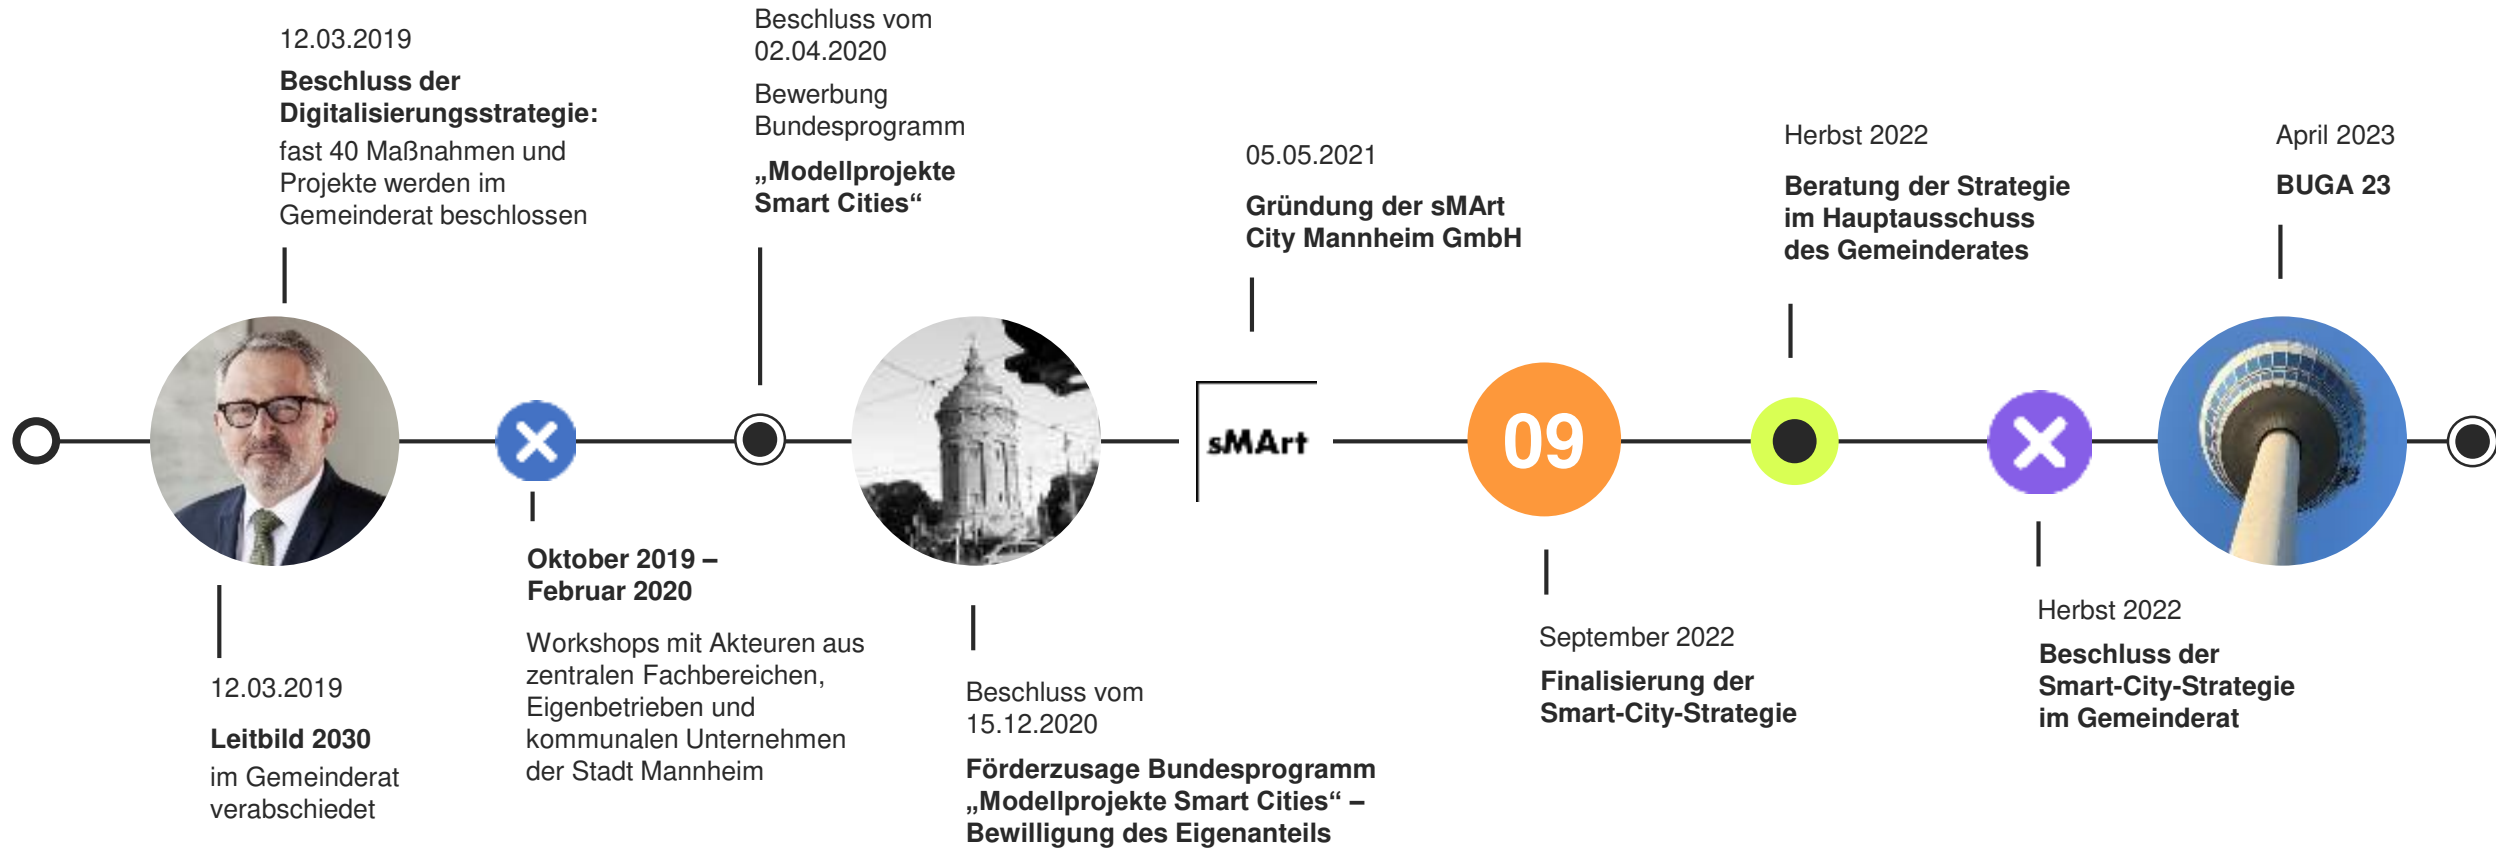 12.03.2019
Beschluss der
Digitalisierungsstrategie:
fast 40 Maßnahmen und
Projekte werden im
Gemeinderat beschlossen
12.03.2019
Leitbild 2030
im Gemeinderat
verabschiedet
Oktober 2019 –
Februar 2020
Workshops mit Akteuren aus
zentralen Fachbereichen,
Eigenbetrieben und
kommunalen Unternehmen
der Stadt Mannheim
Beschluss vom
02.04.2020
Bewerbung
Bundesprogramm
„Modellprojekte
Smart Cities“
Beschluss vom
15.12.2020
Förderzusage Bundesprogramm
„Modellprojekte Smart Cities“ –
Bewilligung des Eigenanteils
05.05.2021
Gründung der sMArt
City Mannheim GmbH
sMArt
09
September 2022
Finalisierung der
Smart-City-Strategie
Herbst 2022
Beratung der Strategie
im Hauptausschuss
des Gemeinderates
Herbst 2022
Beschluss der
Smart-City-Strategie
im Gemeinderat
April 2023
BUGA 23